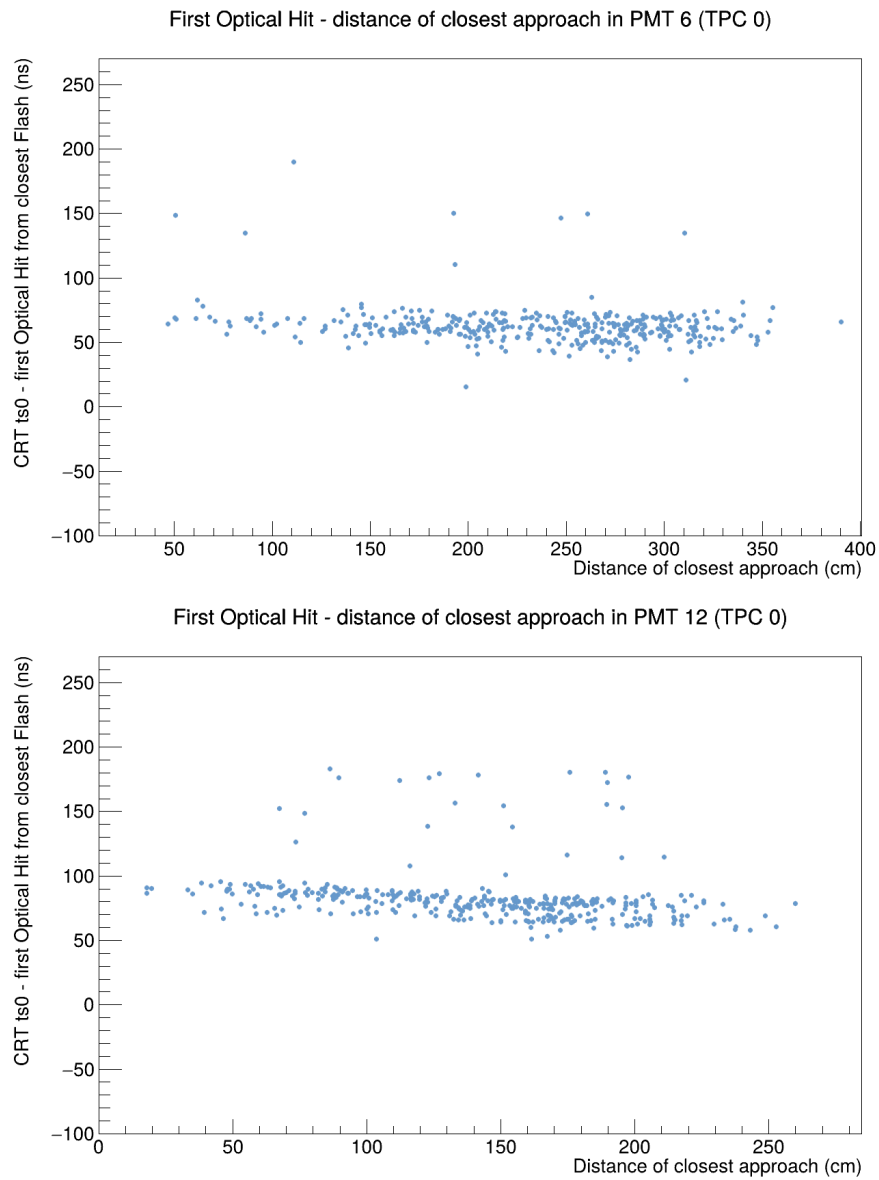 First Optical Hit - distance of closest approach in PMT 6 (TPC 0)
CRT ts0 - first Optical Hit from closest Flash (ns)
250
200
150
100
50
0
−50
−100
50 100 150 200 250 300 350 400
Distance of closest approach (cm)
First Optical Hit - distance of closest approach in PMT 12 (TPC 0)
CRT ts0 - first Optical Hit from closest Flash (ns)
250
200
150
100
50
0
−50
−100
0 50 100 150 200 250
Distance of closest approach (cm)